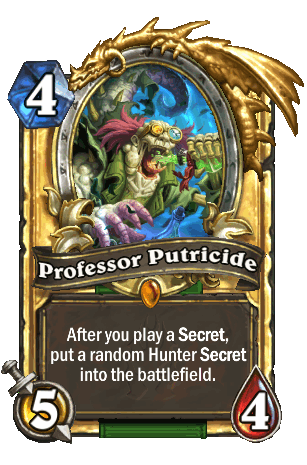 4
Professor Putricide
After you play a Secret,
put a random Hunter Secret
into the battlefield.
5
4